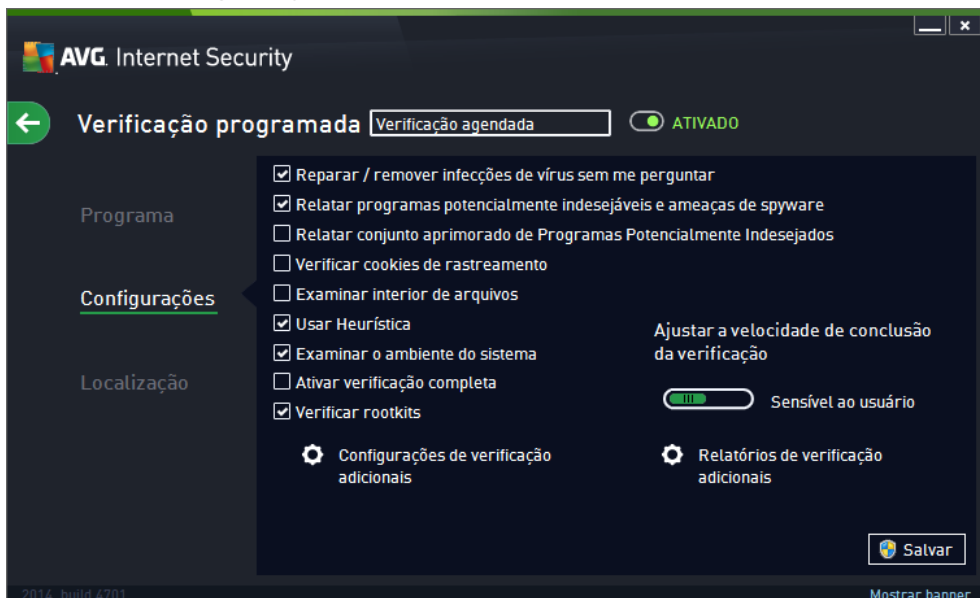 AVG. Internet Security
Verificação programada
Verificação agendada
ATIVADO
Programa
Configurações
Localização
Reparar / remover infecções de vírus sem me perguntar
Relatar programas potencialmente indesejáveis e ameaças de spyware
Relatar conjunto aprimorado de Programas Potencialmente Indesejados
Verificar cookies de rastreamento
Examinar interior de arquivos
Usar Heurística
Examinar o ambiente do sistema
Ativar verificação completa
Verificar rootkits
Ajustar a velocidade de conclusão
da verificação
Sensível ao usuário
Configurações de verificação
adicionais
Relatórios de verificação
adicionais
Salvar
2014 build 4701
Mostrar banner